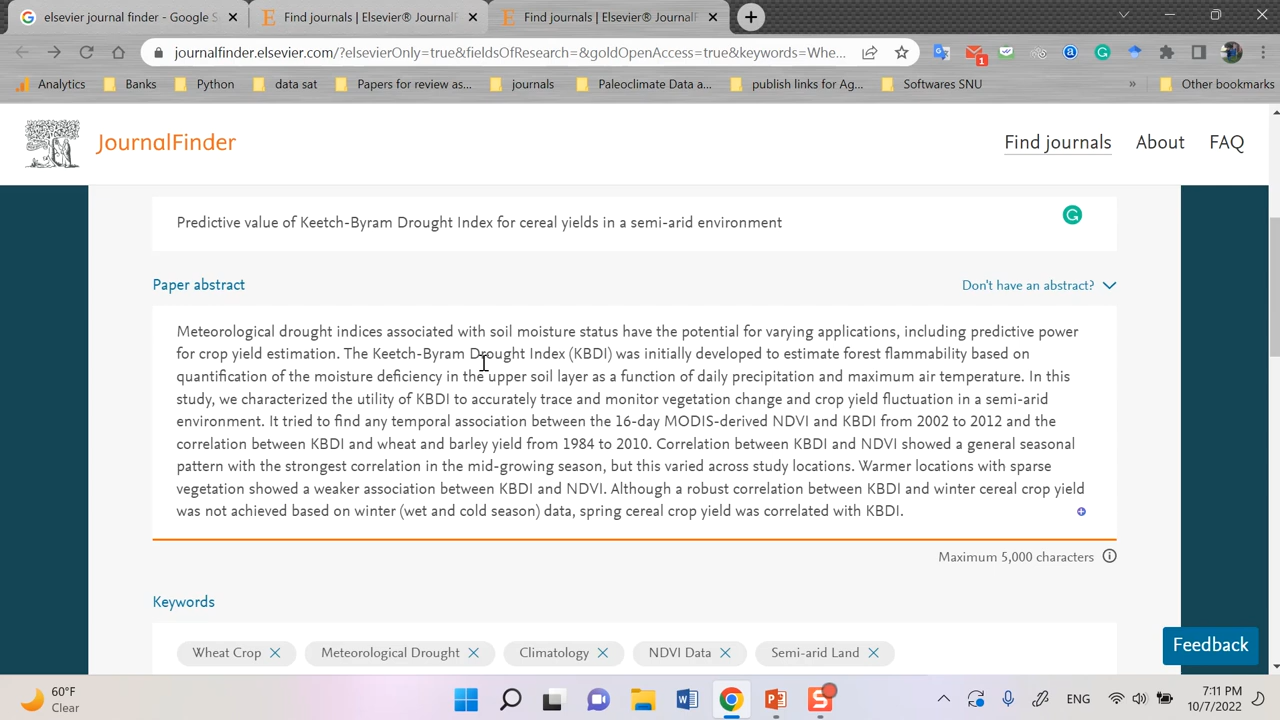 elsevier journal finder - Google S
Find journals | Elsevier® JournalF
Find journals | Elsevier® JournalF
journalfinder.elsevier.com/?elsevierOnly=true&fieldsOfResearch=&goldOpenAccess=true&keywords=Whe...
Analytics
Banks
Python
data sat
Papers for review as...
journals
Paleoclimate Data a...
publish links for Ag...
Softwares SNU
»
Other bookmarks
JournalFinder
Find journals
About
FAQ
Predictive value of Keetch-Byram Drought Index for cereal yields in a semi-arid environment
Paper abstract
Don't have an abstract?
Meteorological drought indices associated with soil moisture status have the potential for varying applications, including predictive power
for crop yield estimation. The Keetch-Byram Drought Index (KBDI) was initially developed to estimate forest flammability based on
quantification of the moisture deficiency in the upper soil layer as a function of daily precipitation and maximum air temperature. In this
study, we characterized the utility of KBDI to accurately trace and monitor vegetation change and crop yield fluctuation in a semi-arid
environment. It tried to find any temporal association between the 16-day MODIS-derived NDVI and KBDI from 2002 to 2012 and the
correlation between KBDI and wheat and barley yield from 1984 to 2010. Correlation between KBDI and NDVI showed a general seasonal
pattern with the strongest correlation in the mid-growing season, but this varied across study locations. Warmer locations with sparse
vegetation showed a weaker association between KBDI and NDVI. Although a robust correlation between KBDI and winter cereal crop yield
was not achieved based on winter (wet and cold season) data, spring cereal crop yield was correlated with KBDI.
Maximum 5,000 characters
Keywords
Wheat Crop
Meteorological Drought
Climatology
NDVI Data
Semi-arid Land
Feedback
60°F
Clear
ENG
7:11 PM
10/7/2022